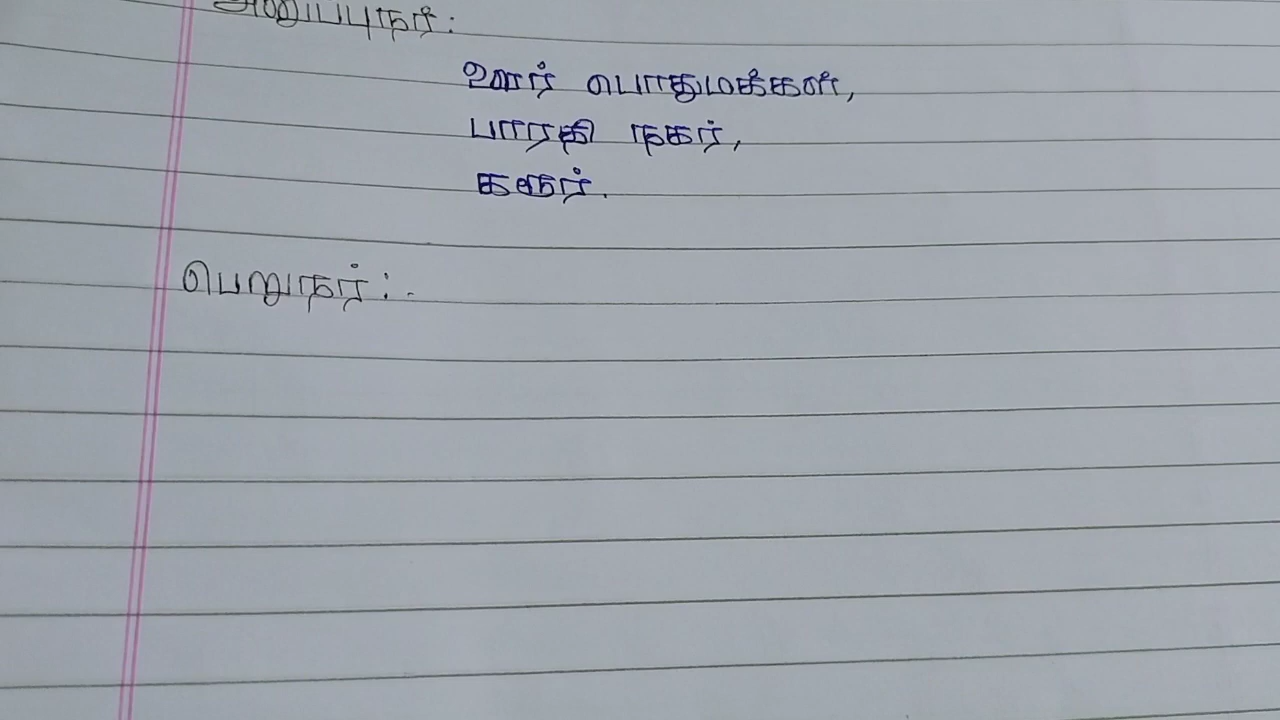 அனுப்புநர்:
ஊர் பொதுமக்கள்,
பாரதி நகர்,
கரூர்.
பெறுநர்:-